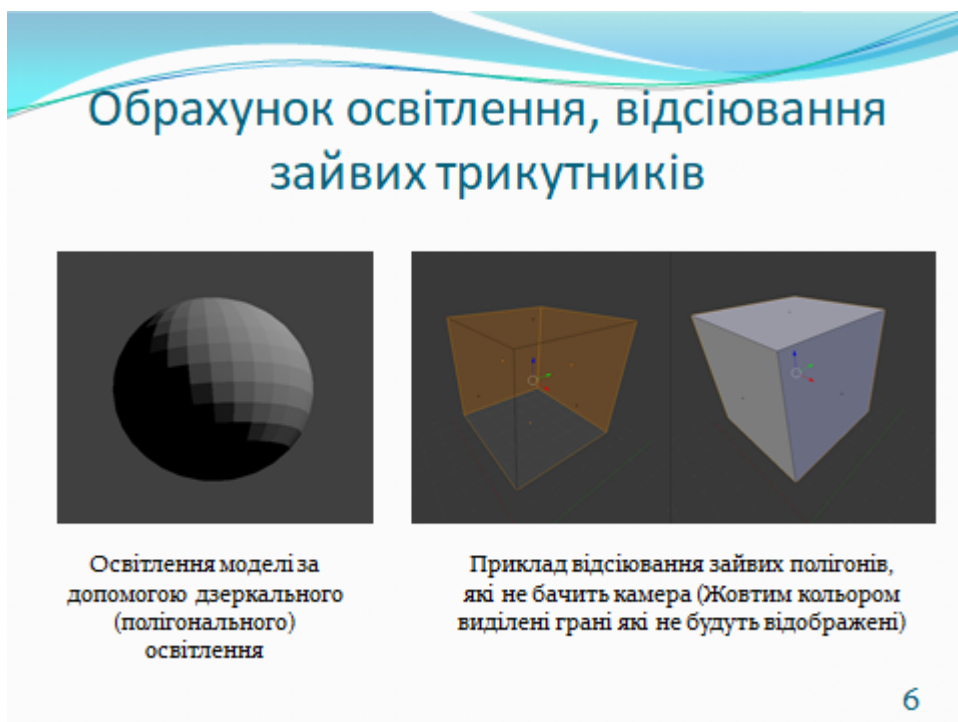 Обрахунок освітлення, відсіювання
зайвих трикутників
Освітлення моделі за
допомогою дзеркального
(полігонального)
освітлення
Приклад відсіювання зайвих полігонів,
які не бачить камера (Жовтим кольором
виділені грані які не будуть відображені)
6